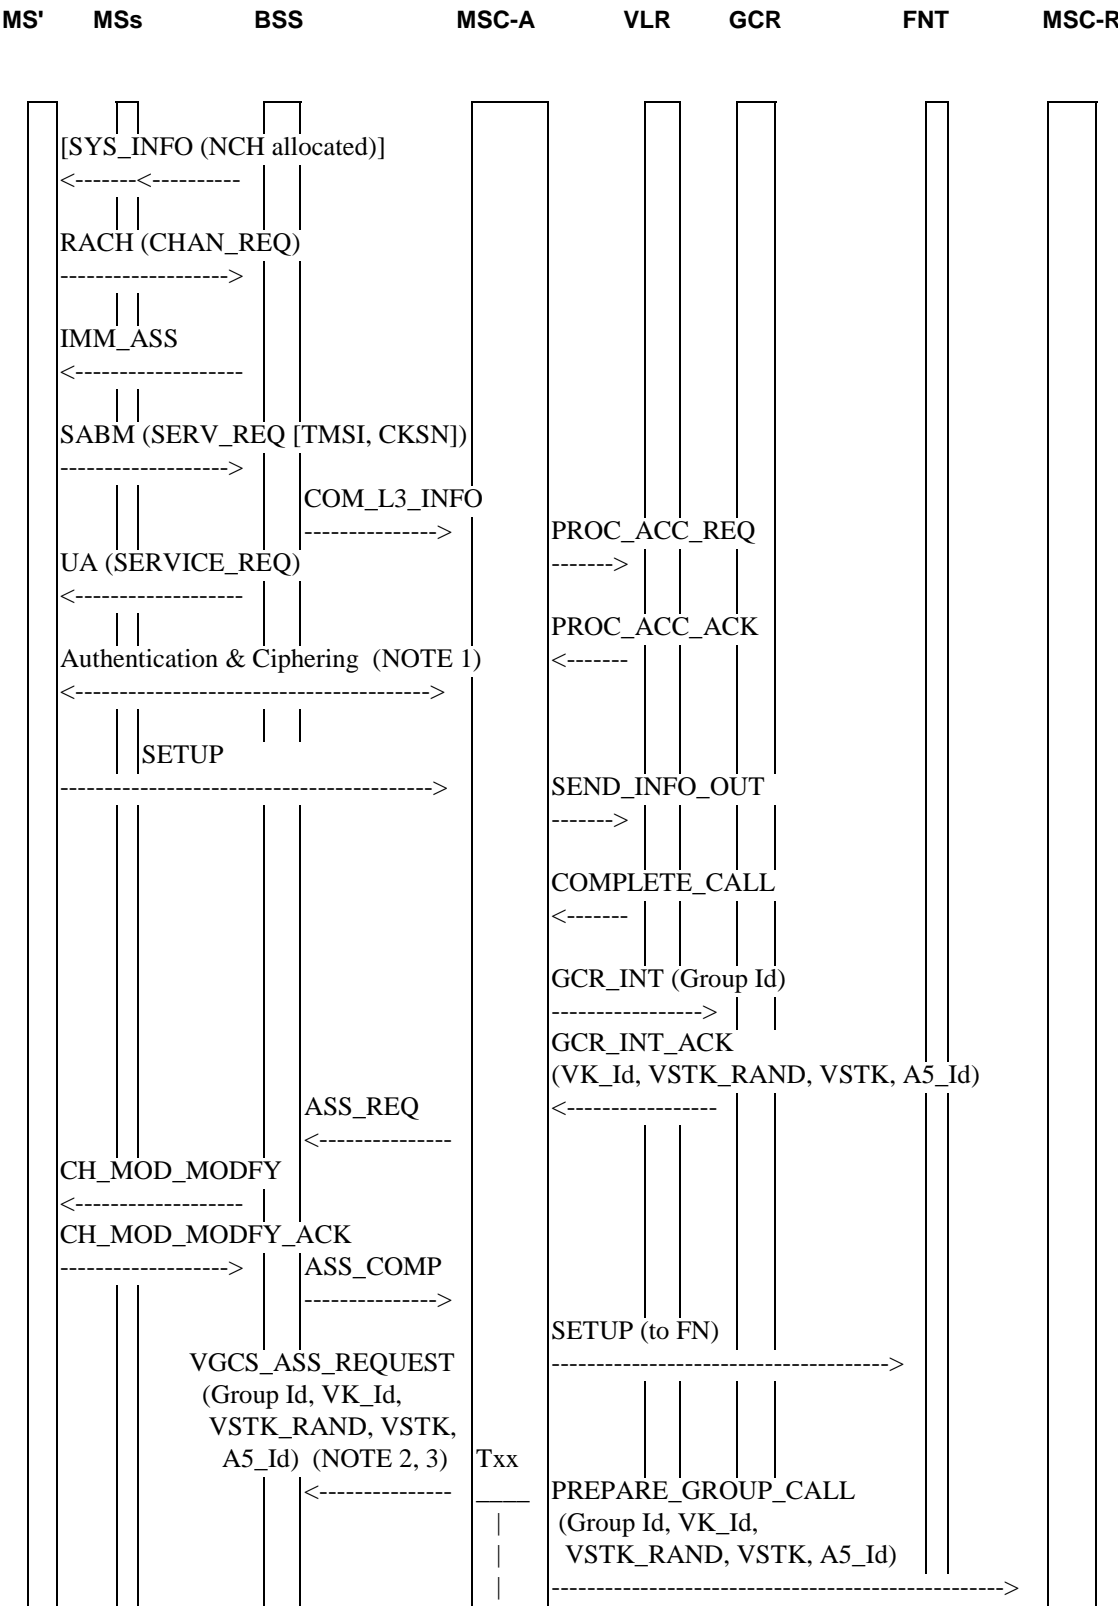 MS' MSs BSS MSC-A VLR GCR FNT MSC-R
[SYS_INFO (NCH allocated)]
<-------<----------
RACH (CHAN_REQ)
------------------->
IMM_ASS
<-------------------
SABM (SERV_REQ [TMSI, CKSN])
------------------->
COM_L3_INFO
---------------> PROC_ACC_REQ
UA (SERVICE_REQ) ------->
<-------------------
PROC_ACC_ACK
Authentication & Ciphering (NOTE 1) <-------
<---------------------------------------->
SETUP
------------------------------------------> SEND_INFO_OUT
------->
COMPLETE_CALL
<-------
GCR_INT (Group Id)
----------------->
GCR_INT_ACK
(VK_Id, VSTK_RAND, VSTK, A5_Id)
ASS_REQ <-----------------
<---------------
CH_MOD_MODFY
<-------------------
CH_MOD_MODFY_ACK
-------------------> ASS_COMP
--------------->
SETUP (to FN)
VGCS_ASS_REQUEST -------------------------------------->
(Group Id, VK_Id,
VSTK_RAND, VSTK,
A5_Id) (NOTE 2, 3) Txx
<--------------- ____ PREPARE_GROUP_CALL
| (Group Id, VK_Id,
| VSTK_RAND, VSTK, A5_Id)
| --------------------------------------------------->